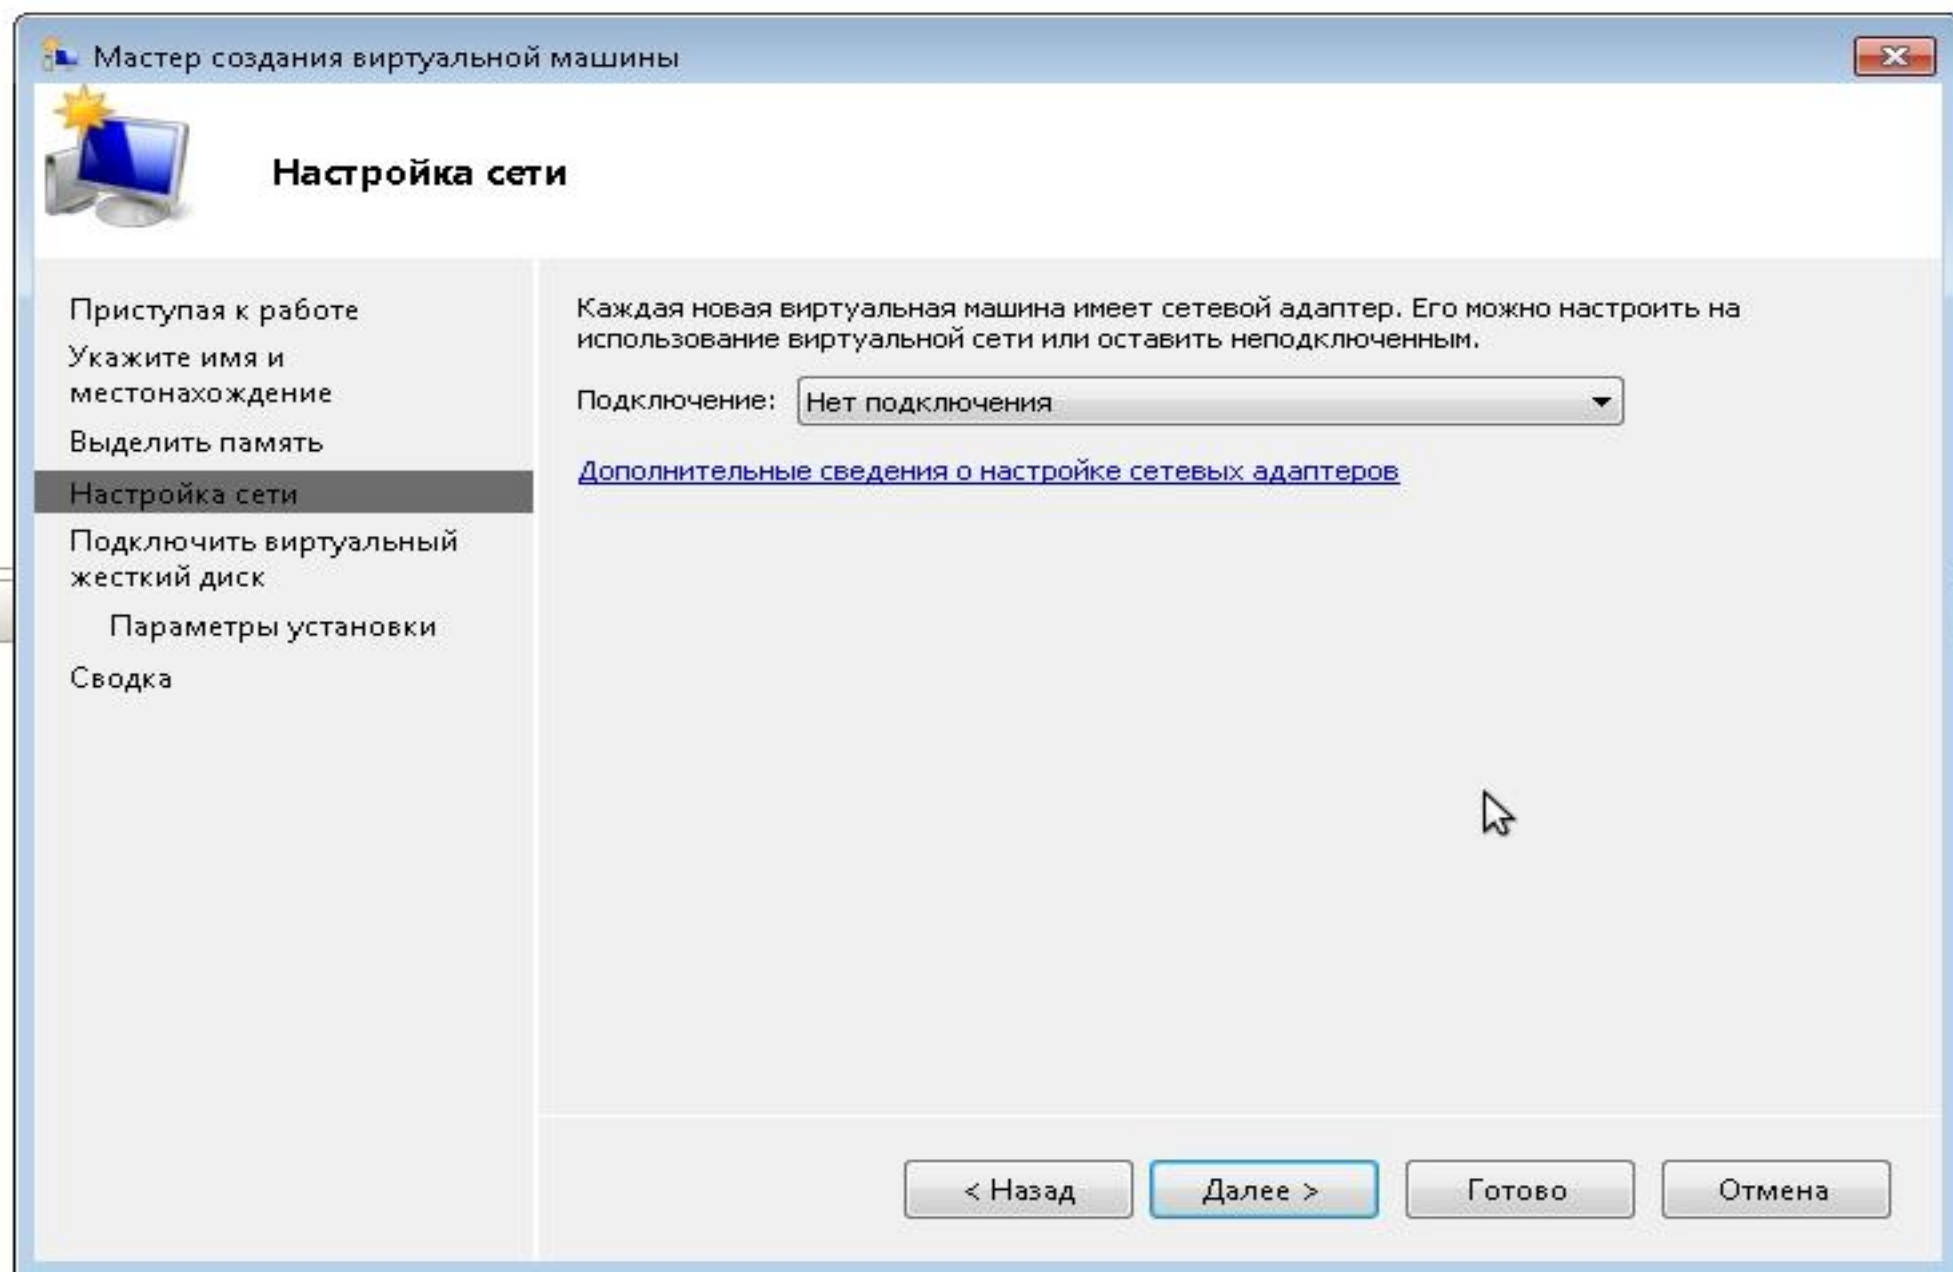 Мастер создания виртуальной машины
Настройка сети
Приступая к работе
Укажите имя и
местонахождение
Выделить память
Настройка сети
Подключить виртуальный
жесткий диск
Параметры установки
Сводка
Каждая новая виртуальная машина имеет сетевой адаптер. Его можно настроить на
использование виртуальной сети или оставить неподключенным.
Подключение: Нет подключения
Дополнительные сведения о настройке сетевых адаптеров
< Назад Далее > Готово Отмена